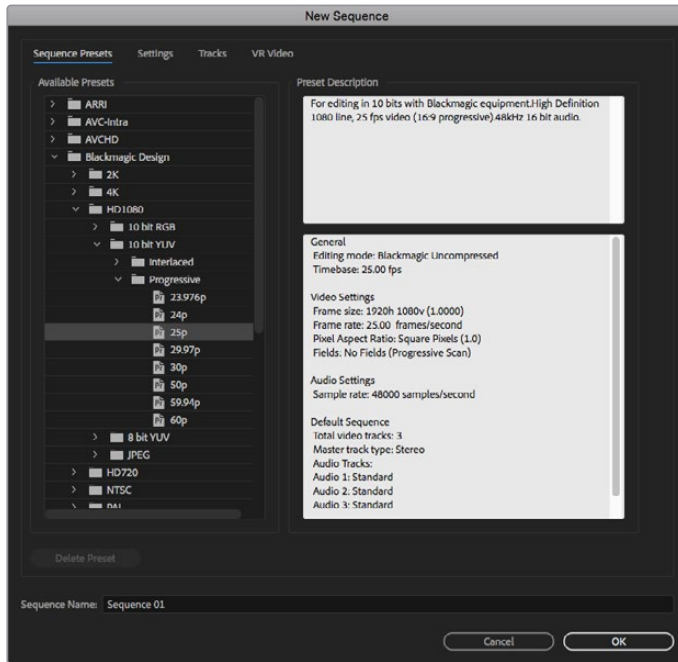 New Sequence
Sequence Presets
Settings
Tracks
VR Video
Available Presets
ARRI
AVC-Intra
AVCHD
Blackmagic Design
2K
4K
HD1080
10 bit RGB
10 bit YUV
Interlaced
Progressive
23.976p
24p
25p
29.97p
30p
50p
59.94p
60p
8 bit YUV
JPEG
HD720
NTSC
PAL
Preset Description
For editing in 10 bits with Blackmagic equipment.High Definition
1080 line, 25 fps video (16:9 progressive).48kHz 16 bit audio.
General
Editing mode: Blackmagic Uncompressed
Timebase: 25.00 fps
Video Settings
Frame size: 1920h 1080v (1.0000)
Frame rate: 25.00 frames/second
Pixel Aspect Ratio: Square Pixels (1.0)
Fields: No Fields (Progressive Scan)
Audio Settings
Sample rate: 48000 samples/second
Default Sequence
Total video tracks: 3
Master track type: Stereo
Audio Tracks:
Audio 1: Standard
Audio 2: Standard
Audio 3: Standard
Delete Preset
Sequence Name: Sequence 01
Cancel
OK